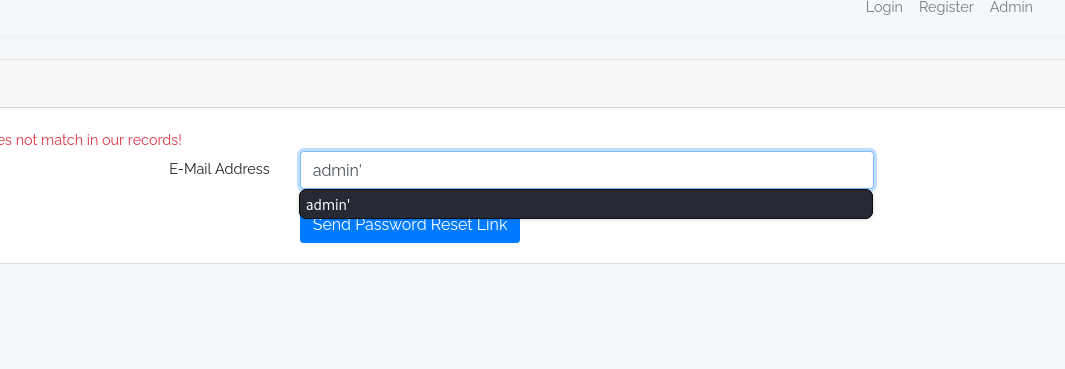 Login Register Admin
es not match in our records!
E-Mail Address admin'
admin'
Send Password Reset Link